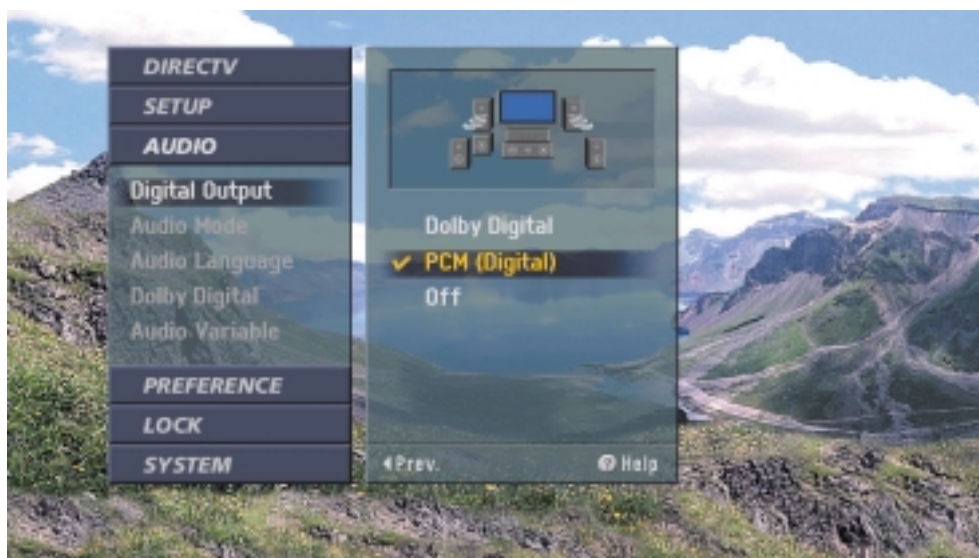 DIRECTV
SETUP
AUDIO
Digital Output
Audio Mode
Audio Language
Dolby Digital
Audio Variable
PREFERENCE
LOCK
SYSTEM
Dolby Digital
✔ PCM (Digital)
Off
Prev.
Help